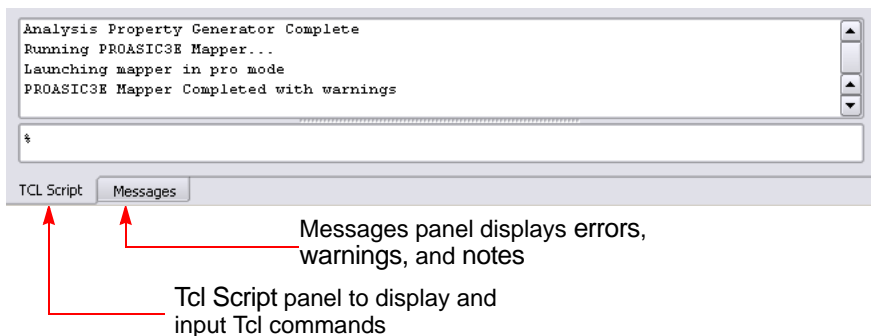 Analysis Property Generator Complete
Running PROASIC3E Mapper...
Launching mapper in pro mode
PROASIC3E Mapper Completed with warnings
%
TCL Script Messages
Messages panel displays errors,
warnings, and notes
Tcl Script panel to display and
input Tcl commands